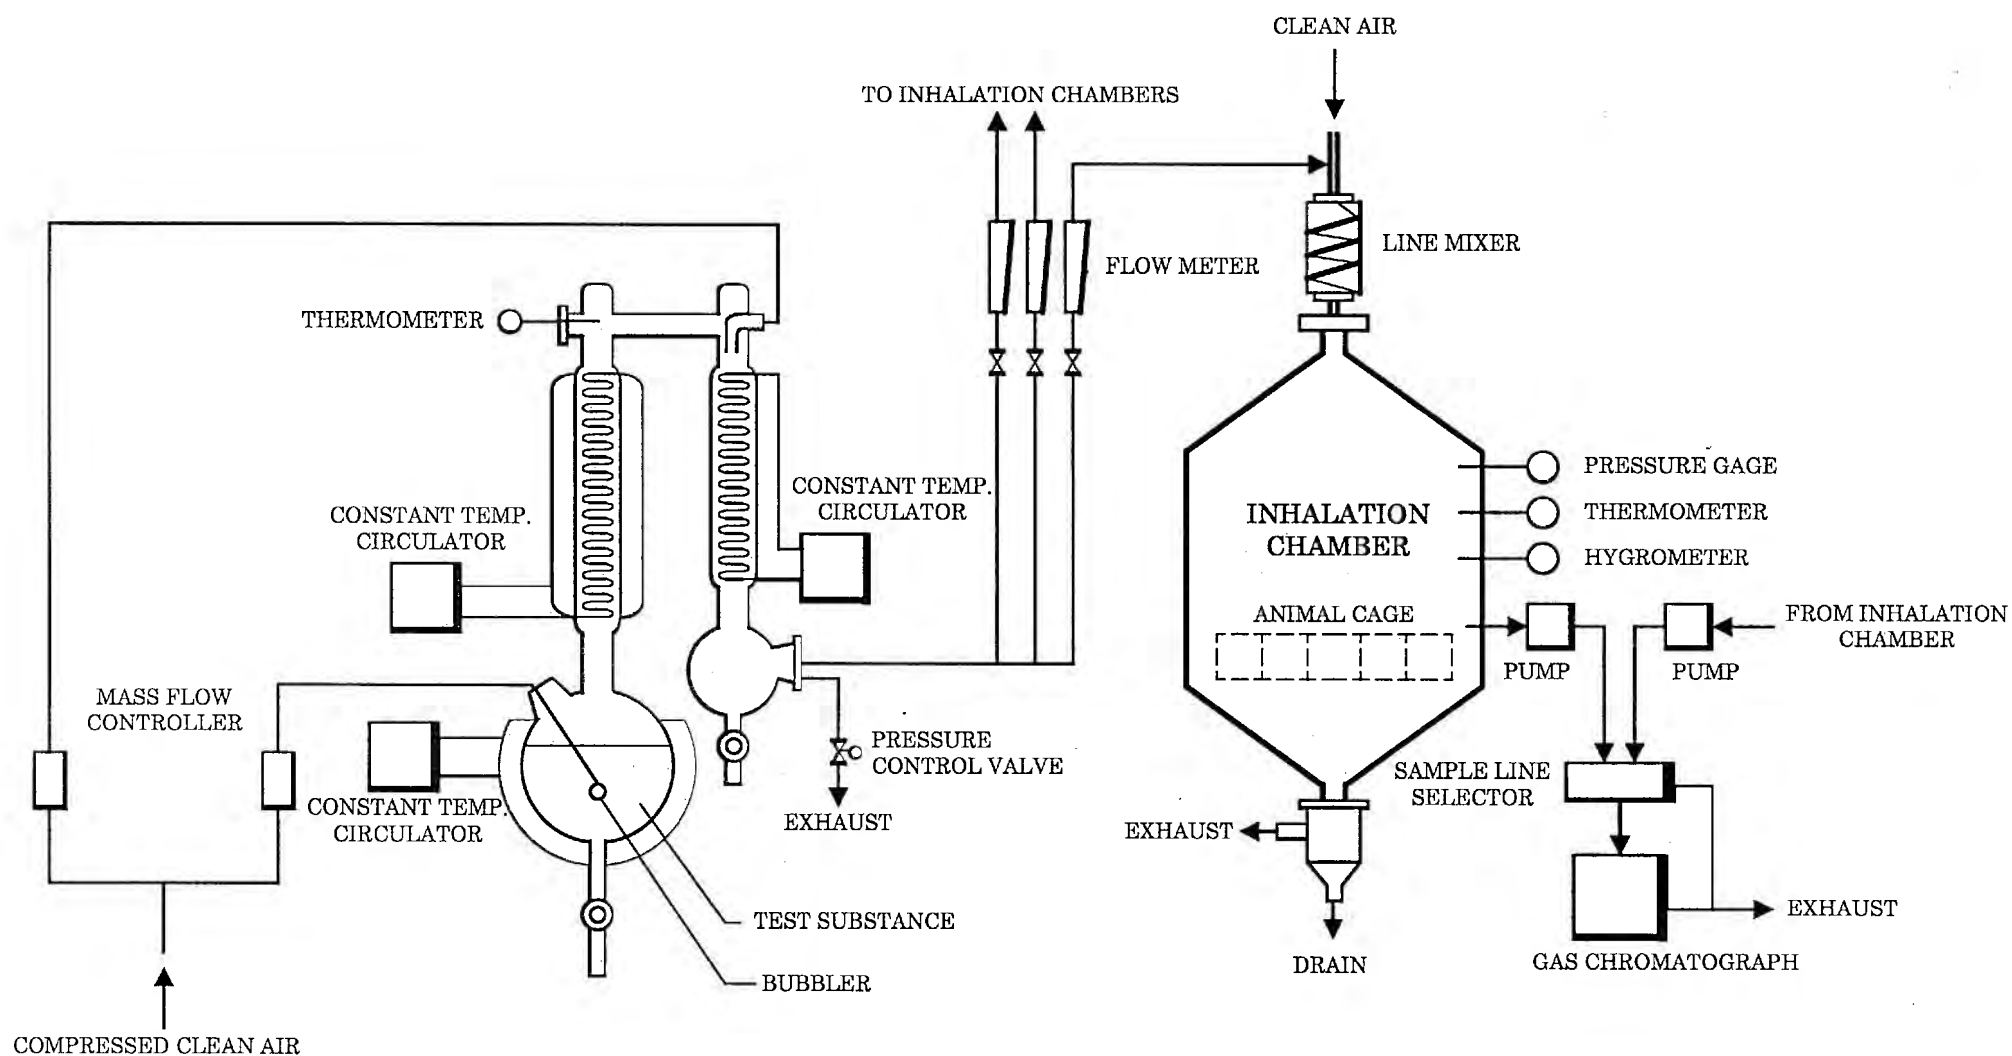 CLEAN AIR
TO INHALATION CHAMBERS
LINE MIXER
FLOW METER
THERMOMETER
PRESSURE GAGE
CONSTANT TEMP.
CIRCULATOR
CONSTANT TEMP.
CIRCULATOR
INHALATION
CHAMBER
THERMOMETER
HYGROMETER
ANIMAL CAGE
FROM INHALATION
CHAMBER
PUMP
PUMP
MASS FLOW
CONTROLLER
PRESSURE
CONTROL VALVE
SAMPLE LINE
SELECTOR
CONSTANT TEMP.
CIRCULATOR
EXHAUST
EXHAUST
TEST SUBSTANCE
EXHAUST
DRAIN
GAS CHROMATOGRAPH
BUBBLER
COMPRESSED CLEAN AIR